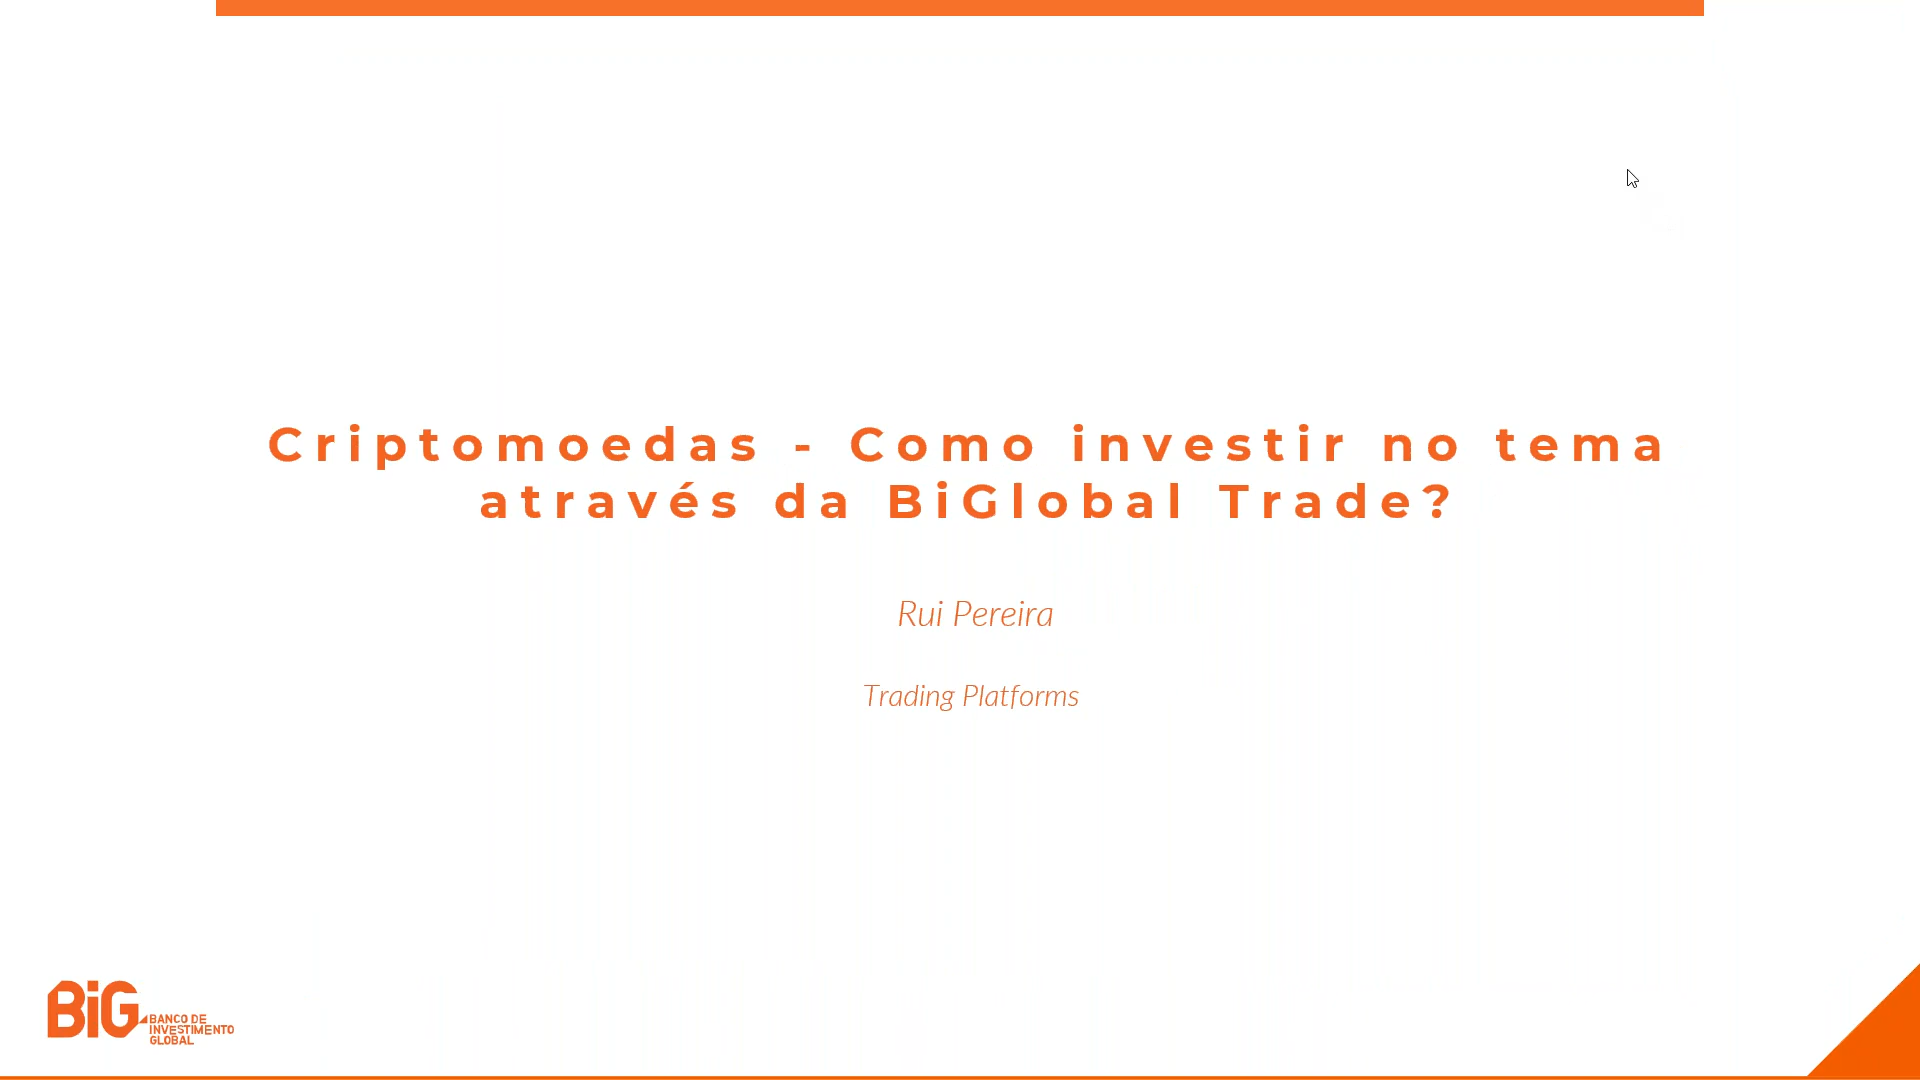 Criptomoedas - Como investir no tema
através da BiGlobal Trade?
Rui Pereira
Trading Platforms
BiG
BANCO DE
INVESTIMENTO
GLOBAL